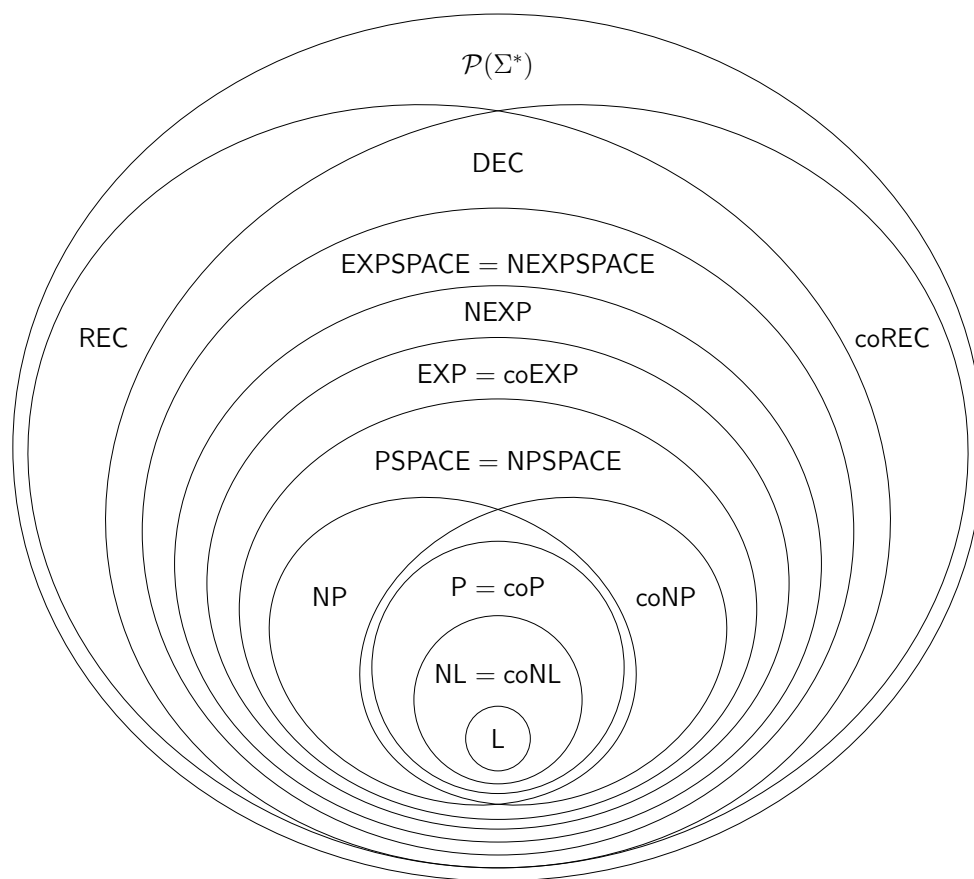 𝒫(Σ*)
DEC
EXPSPACE = NEXPSPACE
NEXP
REC
coREC
EXP = coEXP
PSPACE = NPSPACE
P = coP
NP
coNP
NL = coNL
L